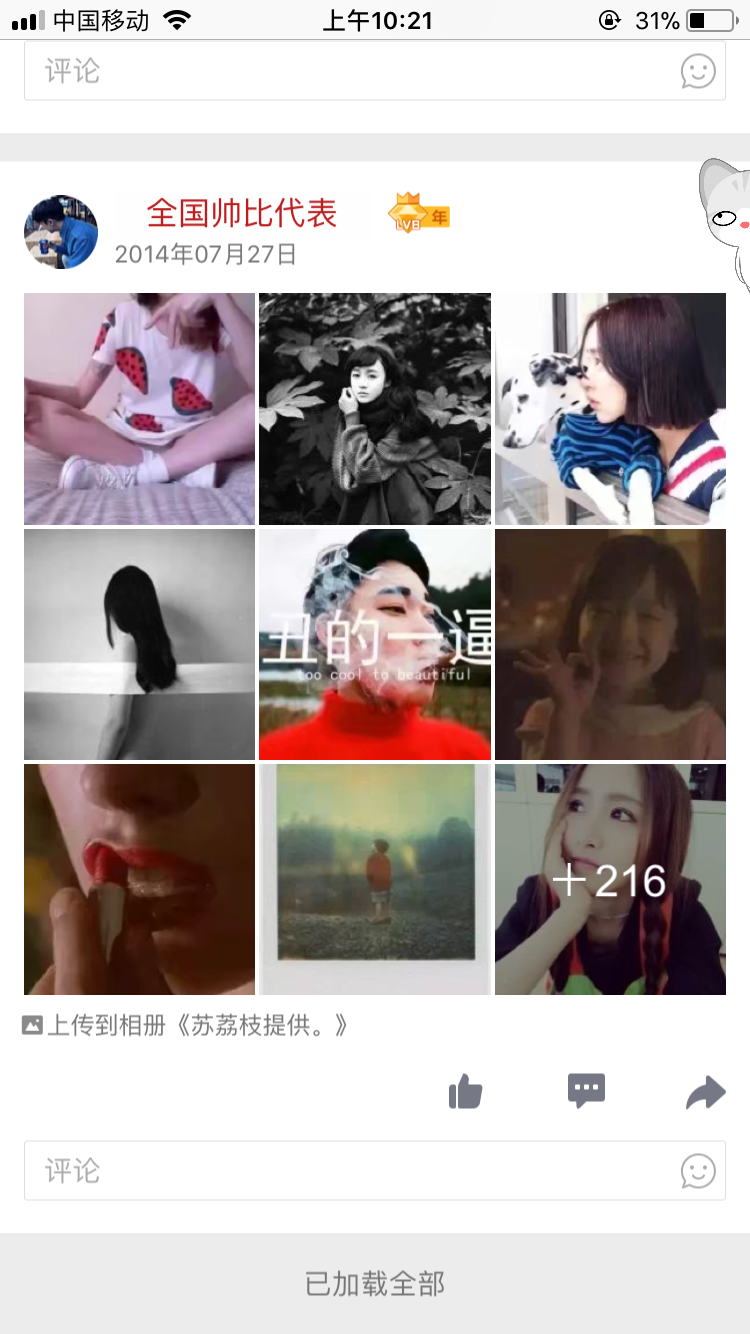 中国移动
上午10:21
31%
评论
全国帅比代表
LV8 年
2014年07月27日
丑的一逼
too cool to beautiful
+216
上传到相册《苏荔枝提供。》
评论
已加载全部